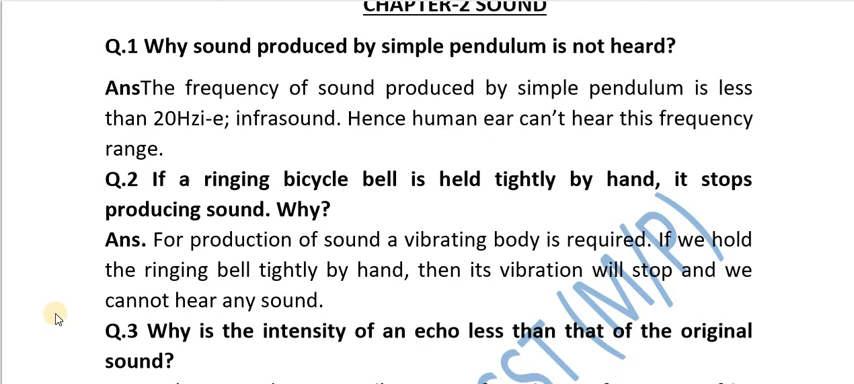 CHAPTER-2 SOUND
Q.1 Why sound produced by simple pendulum is not heard?
AnsThe frequency of sound produced by simple pendulum is less
than 20Hzi-e; infrasound. Hence human ear can’t hear this frequency
range.
Q.2 If a ringing bicycle bell is held tightly by hand, it stops
producing sound. Why?
Ans. For production of sound a vibrating body is required. If we hold
the ringing bell tightly by hand, then its vibration will stop and we
cannot hear any sound.
Q.3 Why is the intensity of an echo less than that of the original
sound?
(M/P)